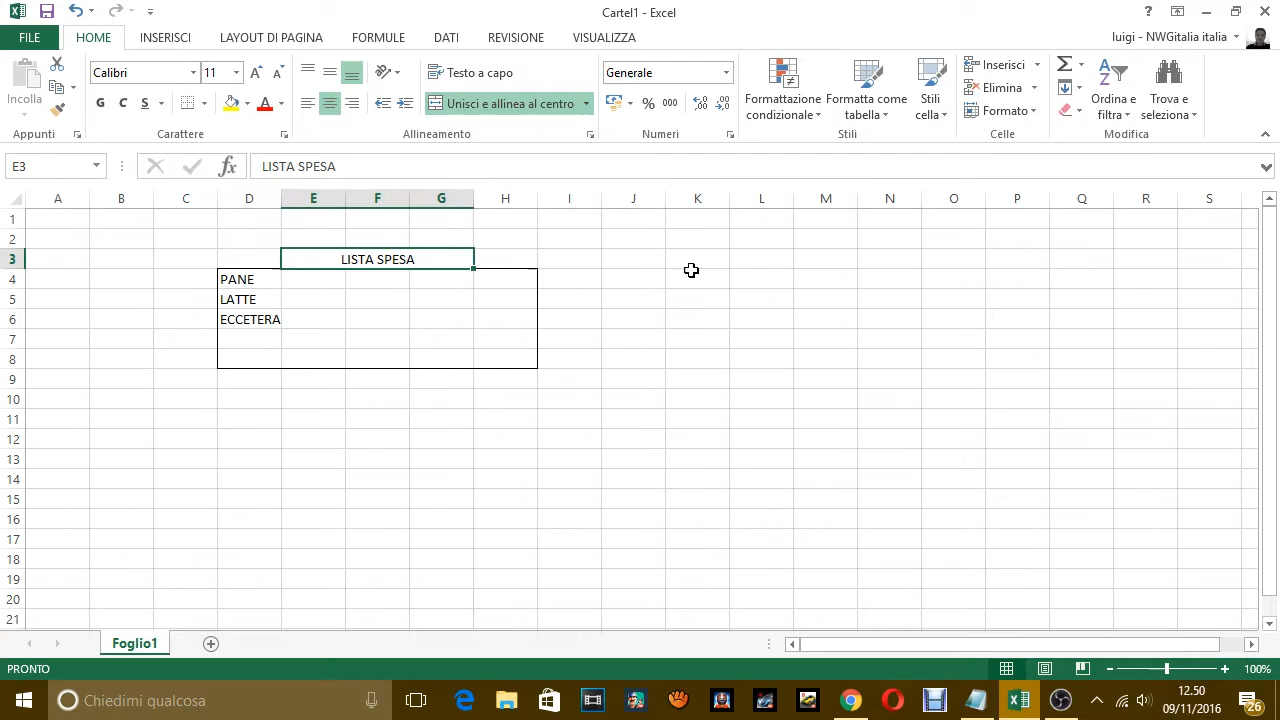 Cartel1 - Excel
?
FILE HOME INSERISCI LAYOUT DI PAGINA FORMULE DATI REVISIONE VISUALIZZA
luigi - NWGitalia italia
Incolla
Calibri 11
A A
Testo a capo
Generale
G C S
A
Unisci e allinea al centro
% 000
Formattazione condizionale
Formata come tabella
Stili cella
Inserisci
Elimina
Formato
Ordina e filtra
Trova e seleziona
Appunti Carattere Allineamento Numeri Stili Celle Modifica
E3
fx LISTA SPESA
A B C D E F G H I J K L M N O P Q R S
1
2
3 LISTA SPESA
4 PANE
5 LATTE
6 ECCETERA
7
8
9
10
11
12
13
14
15
16
17
18
19
20
21
Foglio1
PRONTO
100%
Chiedimi qualcosa
12.50
09/11/2016
26